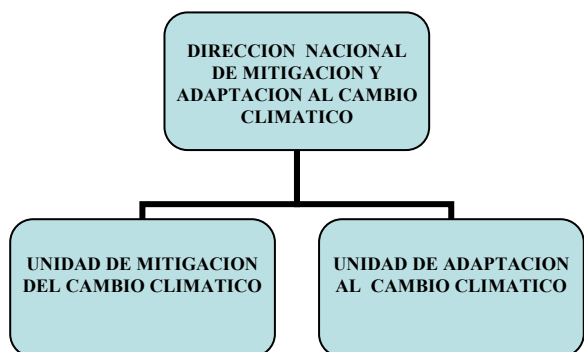 DIRECCION NACIONAL
DE MITIGACION Y
ADAPTACION AL CAMBIO
CLIMATICO
UNIDAD DE MITIGACION
DEL CAMBIO CLIMATICO
UNIDAD DE ADAPTACION
AL CAMBIO CLIMATICO